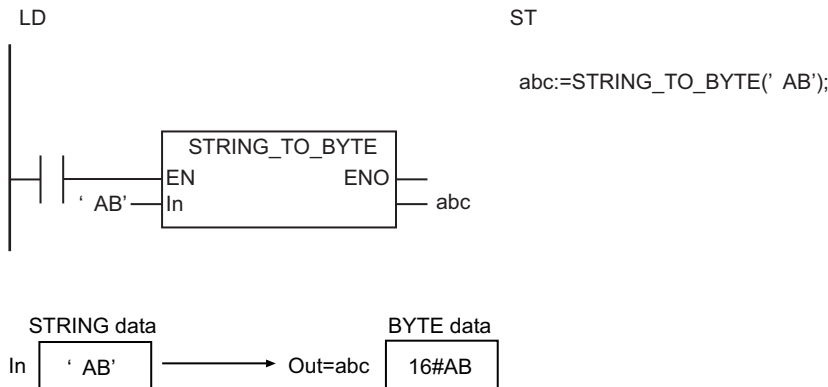 LD
ST
abc:=STRING_TO_BYTE(’ AB’);
STRING_TO_BYTE
EN ENO
‘ AB’ In abc
STRING data BYTE data
In ‘ AB’ Out=abc 16#AB